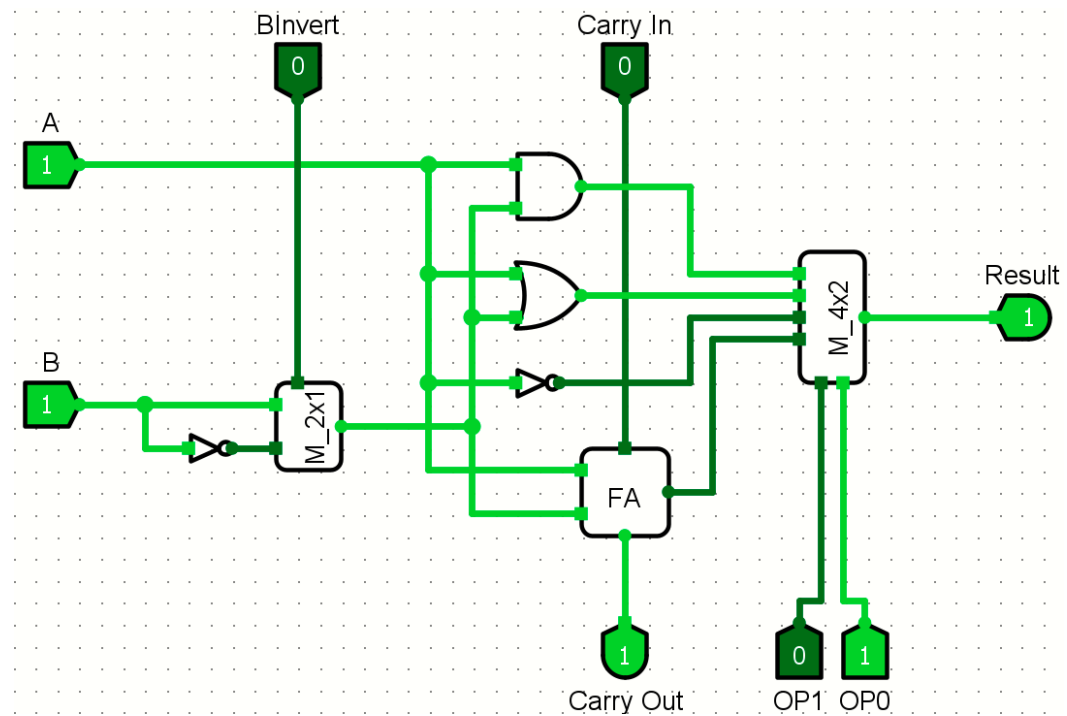 BInvert
Carry In
0
0
A
1
Result
M_4x2
1
B
1
M_2x1
FA
1
0
1
Carry Out
OP1
OP0